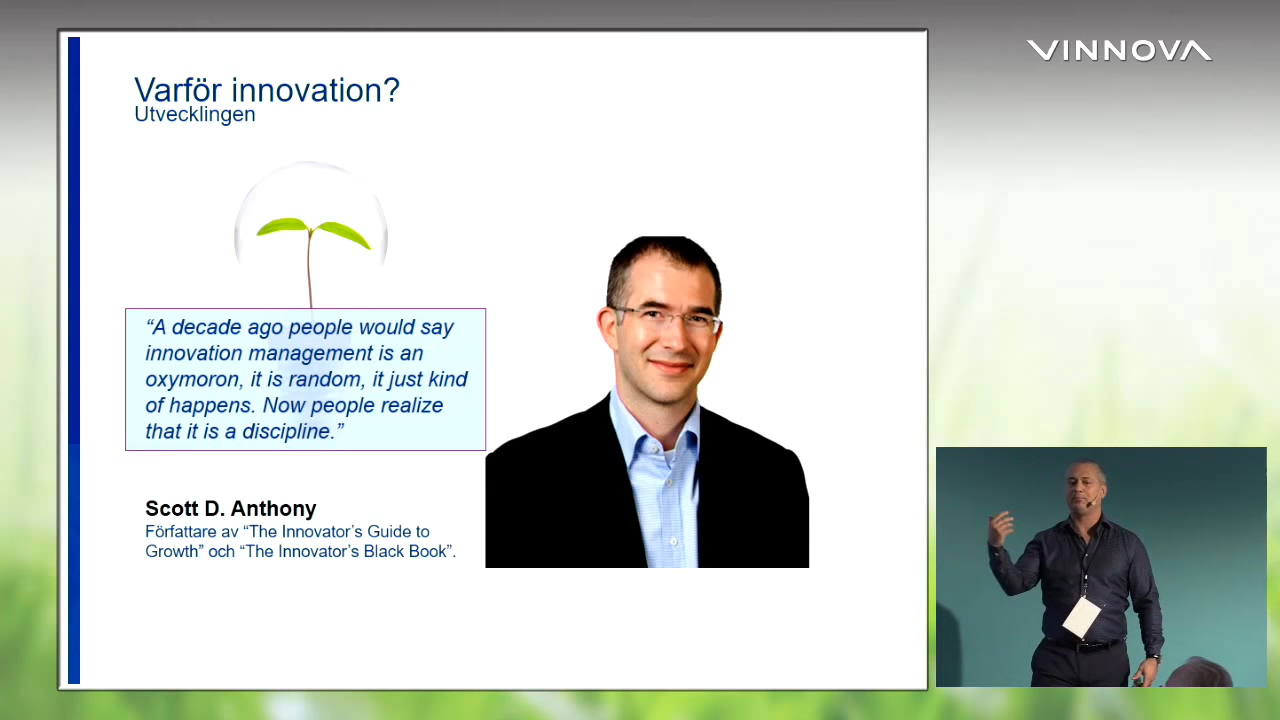 VINNOVA
Varför innovation?
Utvecklingen
“A decade ago people would say
innovation management is an
oxymoron, it is random, it just kind
of happens. Now people realize
that it is a discipline.”
Scott D. Anthony
Författare av “The Innovator’s Guide to
Growth” och “The Innovator’s Black Book”.